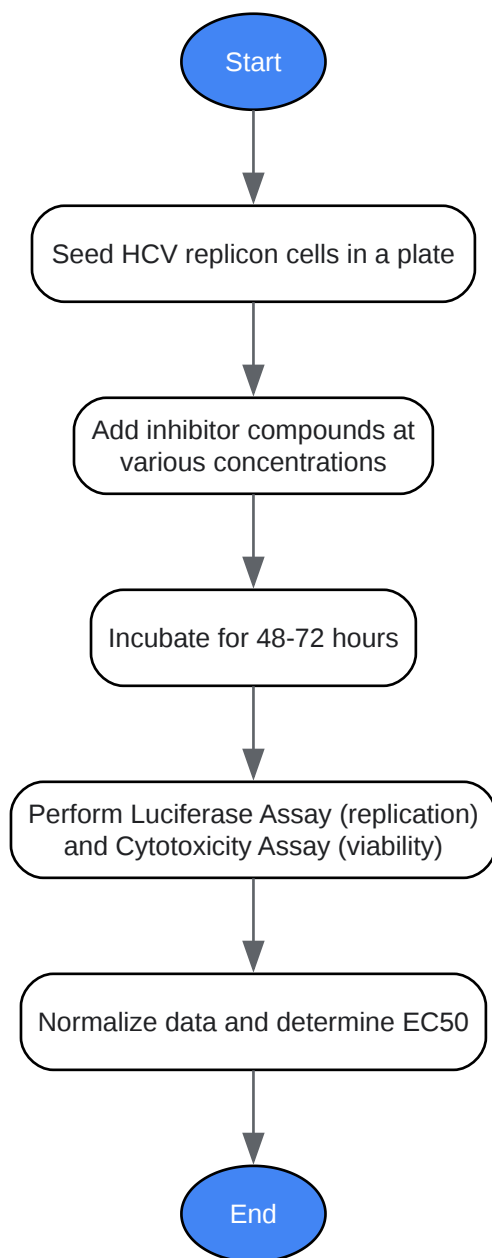 Start
Seed HCV replicon cells in a plate
Add inhibitor compounds at
various concentrations
Incubate for 48-72 hours
Perform Luciferase Assay (replication)
and Cytotoxicity Assay (viability)
Normalize data and determine EC50
End